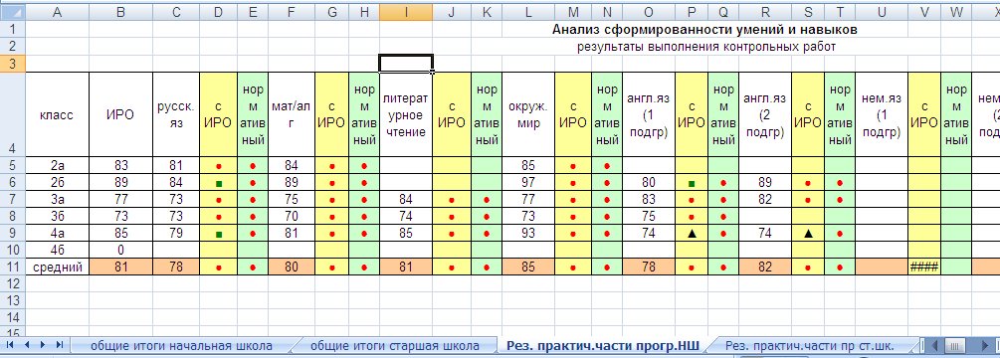 A B C D E F G H I J K L M N O P Q R S T U V W
1 Анализ сформированности умений и навыков
2 результаты выполнения контрольных работ
3
4 класс ИРО русск. яз с ИРО нор м атив ный мат/ал г с ИРО нор м атив ный литерат урное чтение с ИРО нор м атив ный окруж. мир с ИРО нор м атив ный англ.яз (1 подгр) с ИРО нор м атив ный англ.яз (2 подгр) с ИРО нор м атив ный нем.яз (1 подгр) с ИРО нор м атив ный
5 2а 83 81 ● ● 84 ● ● 85 ● ●
6 2б 89 84 ■ ● 89 ● ● 97 ● ● 80 ■ ● 89 ● ●
7 3а 77 73 ● ● 75 ● ● 84 ● ● 77 ● ● 83 ● ● 82 ● ●
8 3б 73 73 ● ● 70 ● ● 74 ● ● 73 ● ● 75 ● ●
9 4а 85 79 ■ ● 81 ● ● 85 ● ● 93 ● ● 74 ▲ ● 74 ▲ ●
10 4б 0
11 средний 81 78 ● ● 80 ● ● 81 ● ● 85 ● ● 78 ● ● 82 ● ● ####
12
13
14
15
общие итоги начальная школа общие итоги старшая школа Рез. практич.части прогр.НШ Рез. практич.части пр ст.шк.